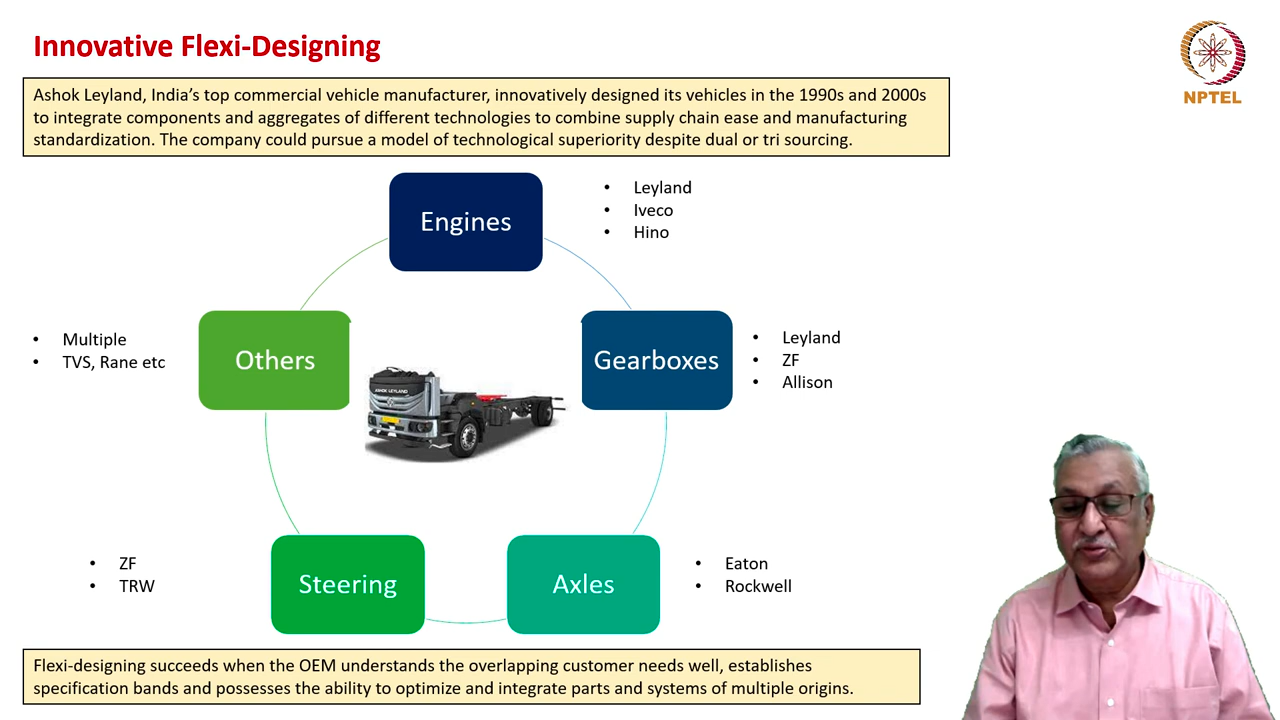 Innovative Flexi-Designing
NPTEL
Ashok Leyland, India's top commercial vehicle manufacturer, innovatively designed its vehicles in the 1990s and 2000s
to integrate components and aggregates of different technologies to combine supply chain ease and manufacturing
standardization. The company could pursue a model of technological superiority despite dual or tri sourcing.
Engines
• Leyland
• Iveco
• Hino
• Multiple
• TVS, Rane etc
Others
ASHOK LEYLAND
Gearboxes
• Leyland
• ZF
• Allison
• ZF
• TRW
Steering
Axles
• Eaton
• Rockwell
Flexi-designing succeeds when the OEM understands the overlapping customer needs well, establishes
specification bands and possesses the ability to optimize and integrate parts and systems of multiple origins.